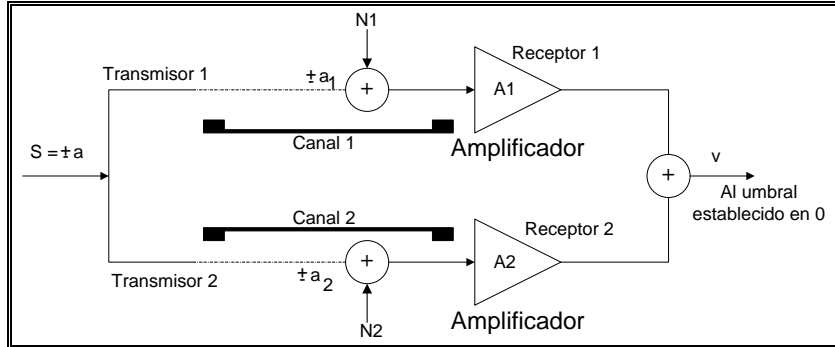 N1
Receptor 1
Transmisor 1
±a1
+
A1
Canal 1
Amplificador
S = ±a
v
+
Al umbral
establecido en 0
Canal 2
Receptor 2
Transmisor 2
±a2
+
A2
N2
Amplificador